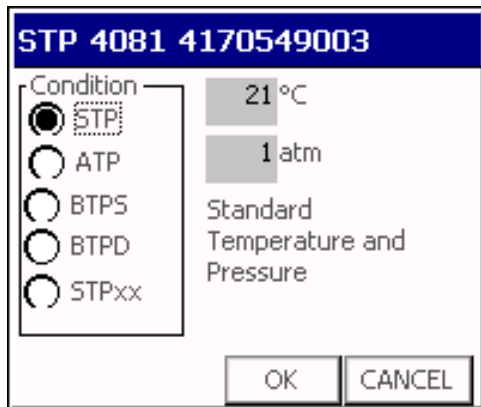 STP 4081 4170549003
Condition
STP
ATP
BTPS
BTPD
STPxx
21 °C
1 atm
Standard
Temperature and
Pressure
OK
CANCEL